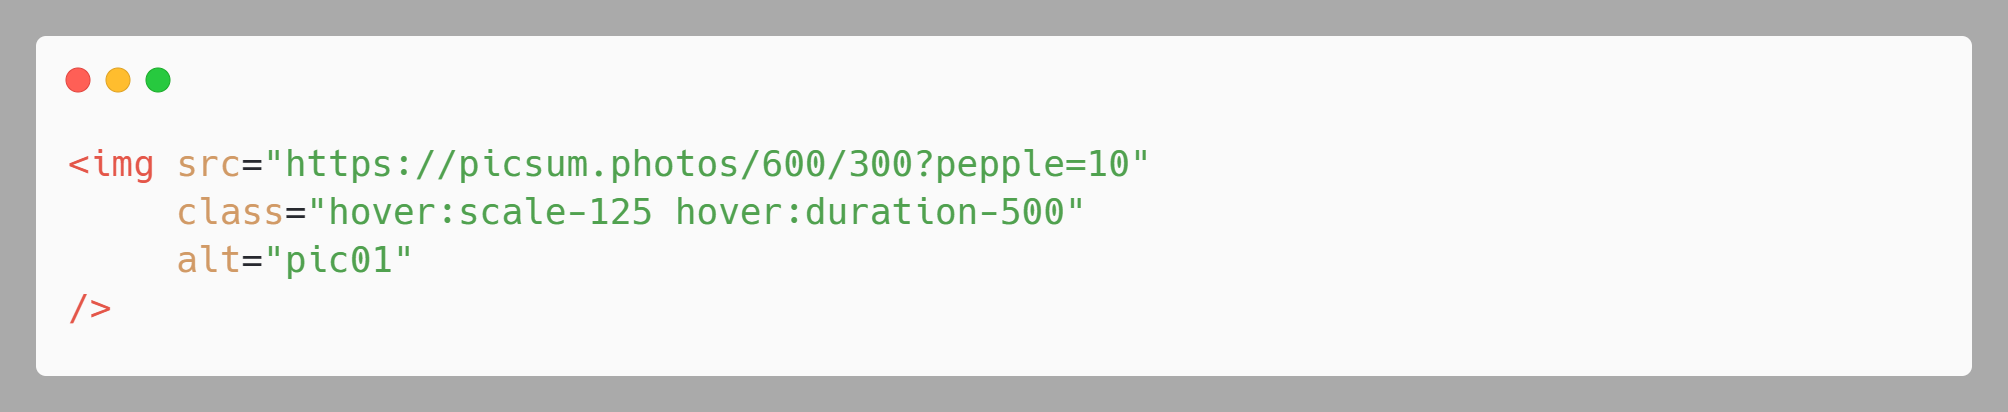 <img src="https://picsum.photos/600/300?pepple=10"
     class="hover:scale-125 hover:duration-500"
     alt="pic01"
/>